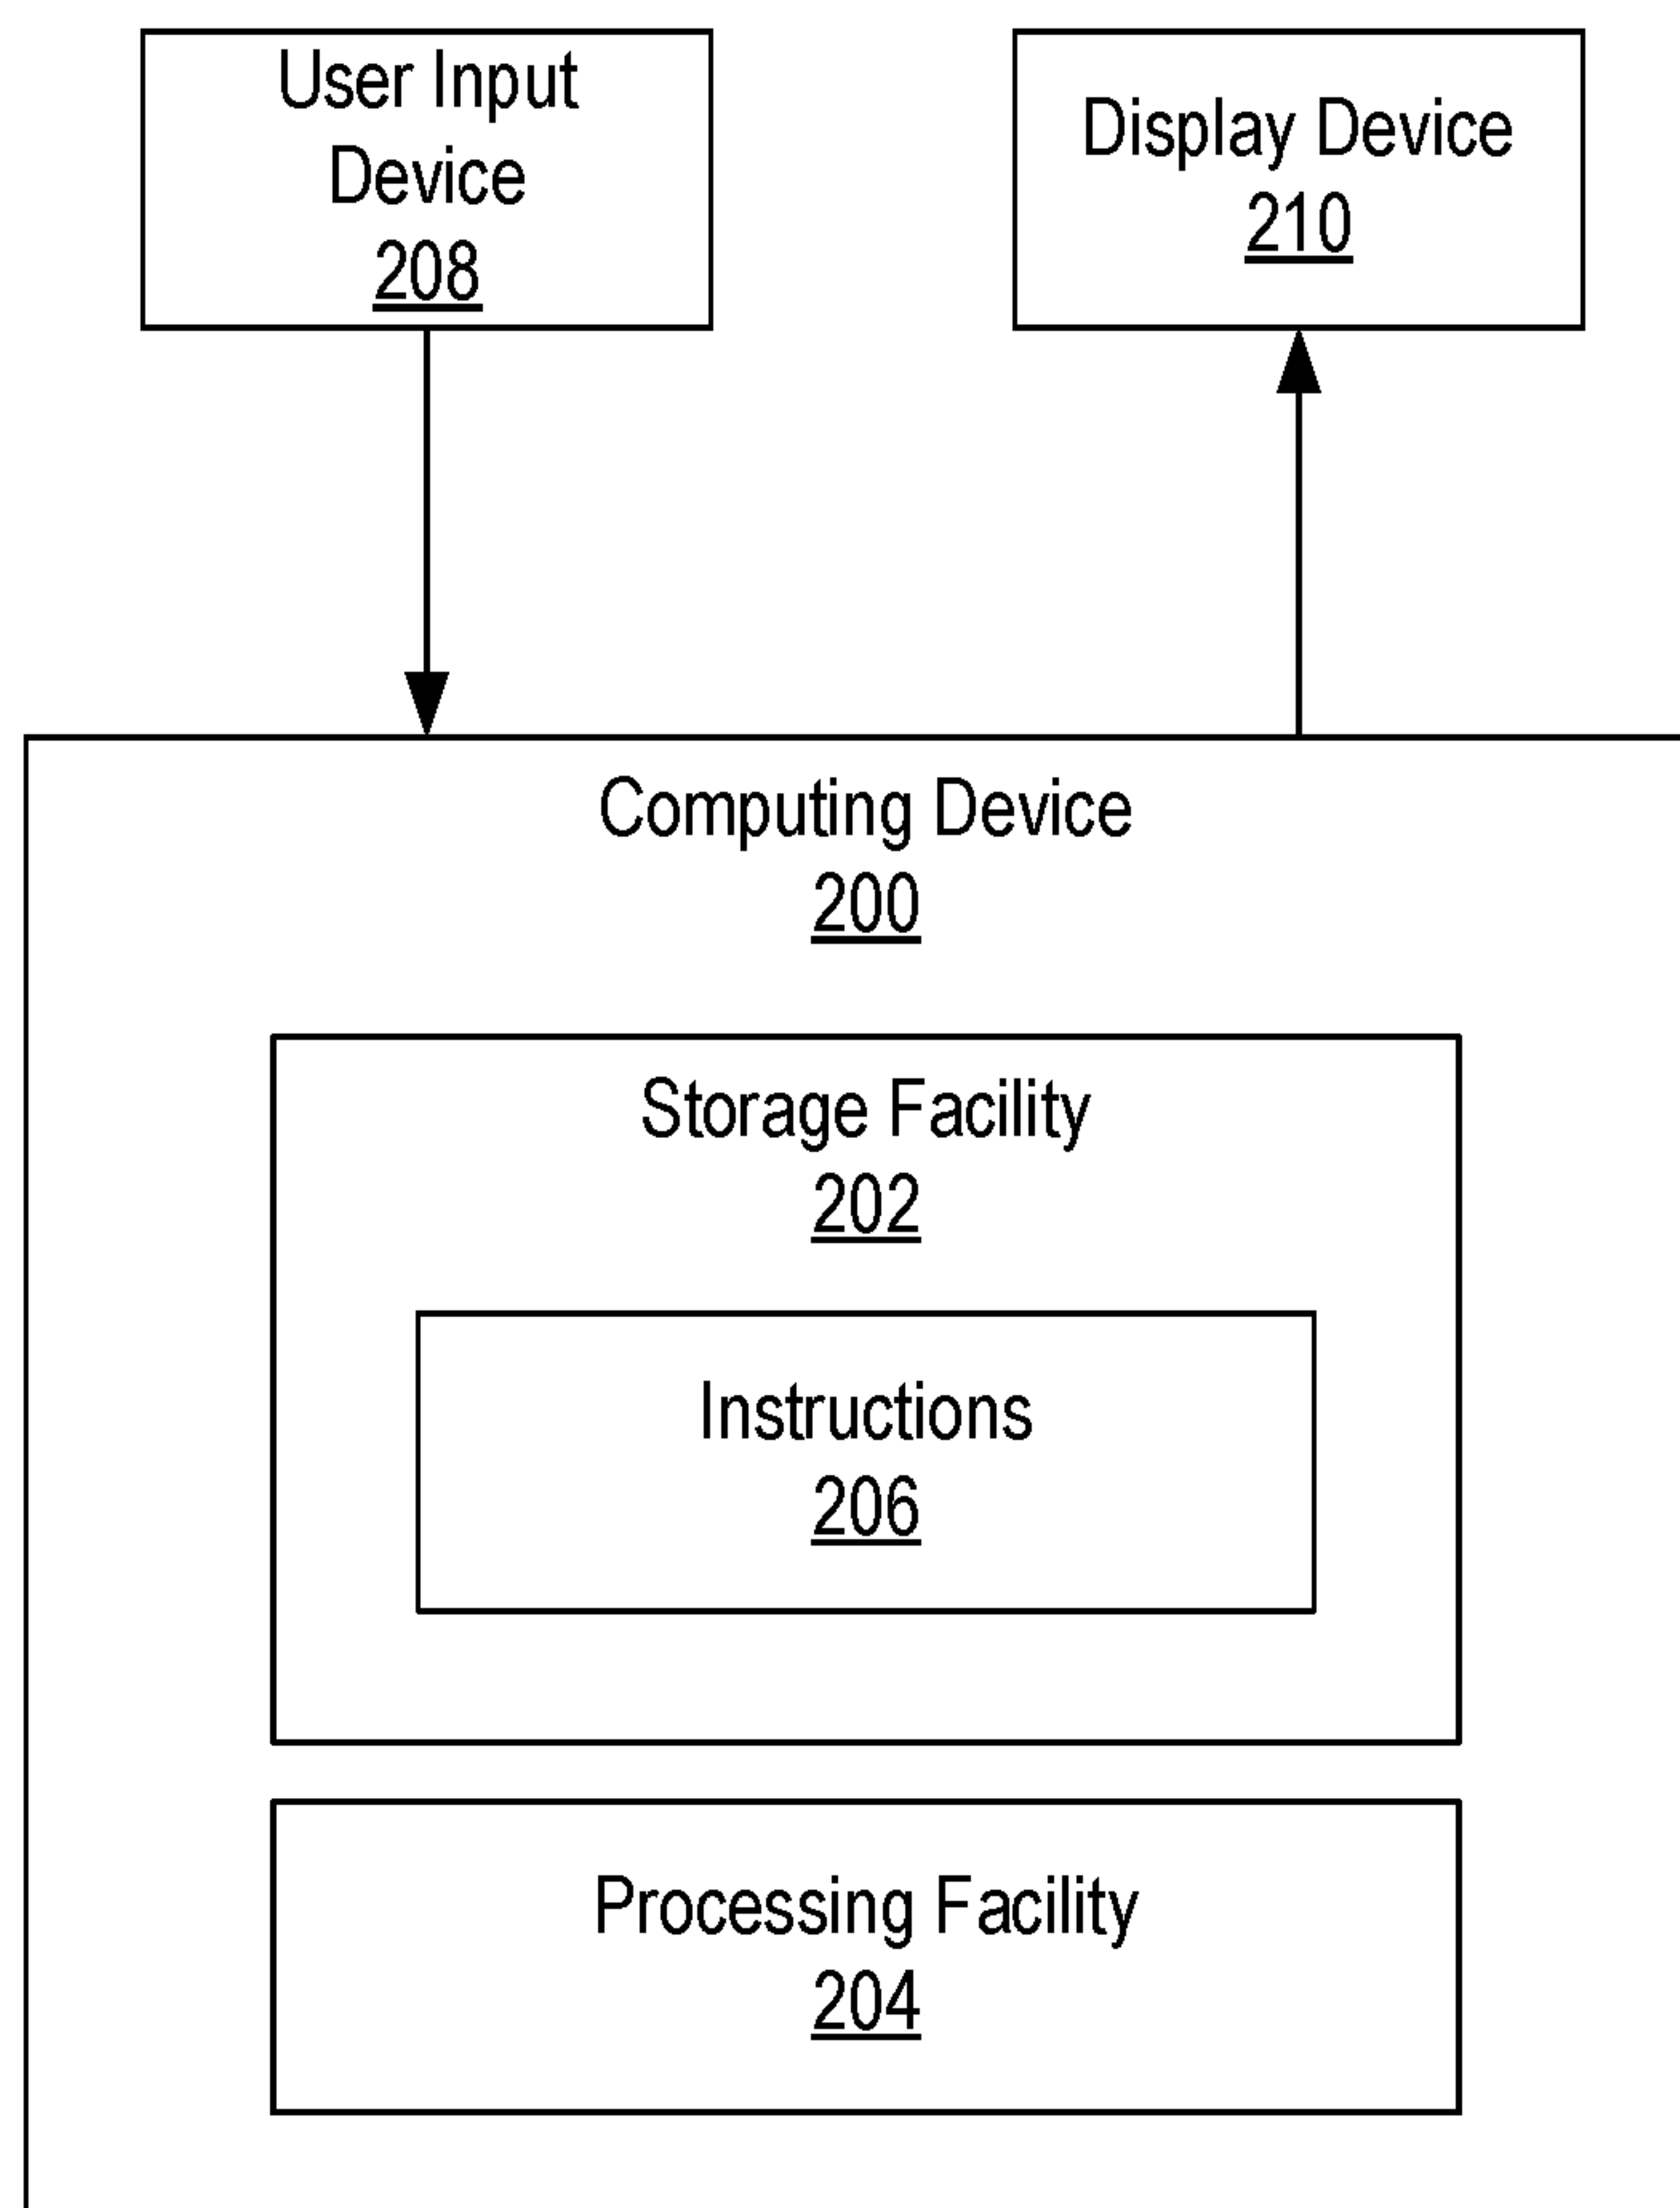 User Input
Device
208
Display Device
210
Computing Device
200
Storage Facility
202
Instructions
206
Processing Facility
204